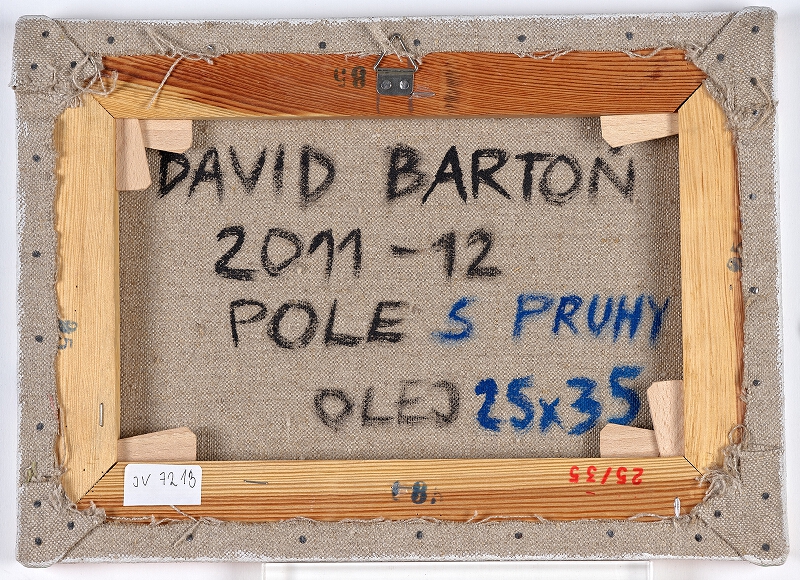 DAVID BARTOŇ
2011-12
POLE S PRUHY
OLEJ 25x35
JV 7213
25/35